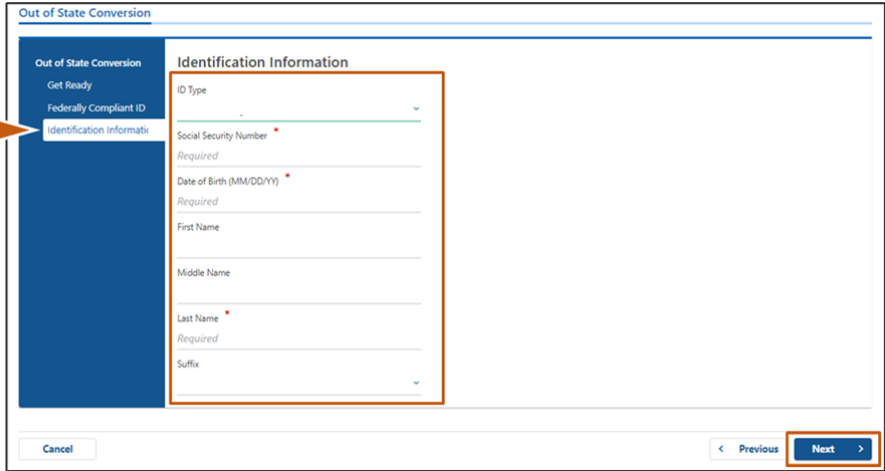 Out of State Conversion
Out of State Conversion
Get Ready
Federally Compliant ID
Identification Informatic
Identification Information
ID Type
Social Security Number *
Required
Date of Birth (MM/DD/YY) *
Required
First Name
Middle Name
Last Name *
Required
Suffix
Cancel
Previous
Next